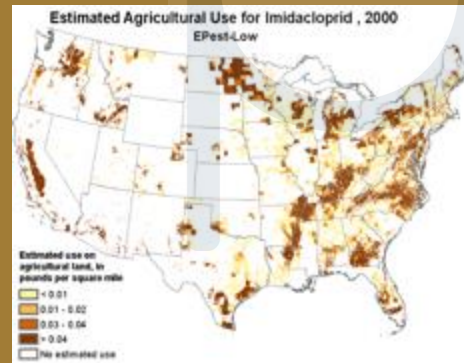 Estimated Agricultural Use for Imidacloprid , 2000
EPest-Low
Estimated use on
agricultural land, in
pounds per square mile
< 0.01
0.01 - 0.02
0.03 - 0.04
> 0.04
No estimated use